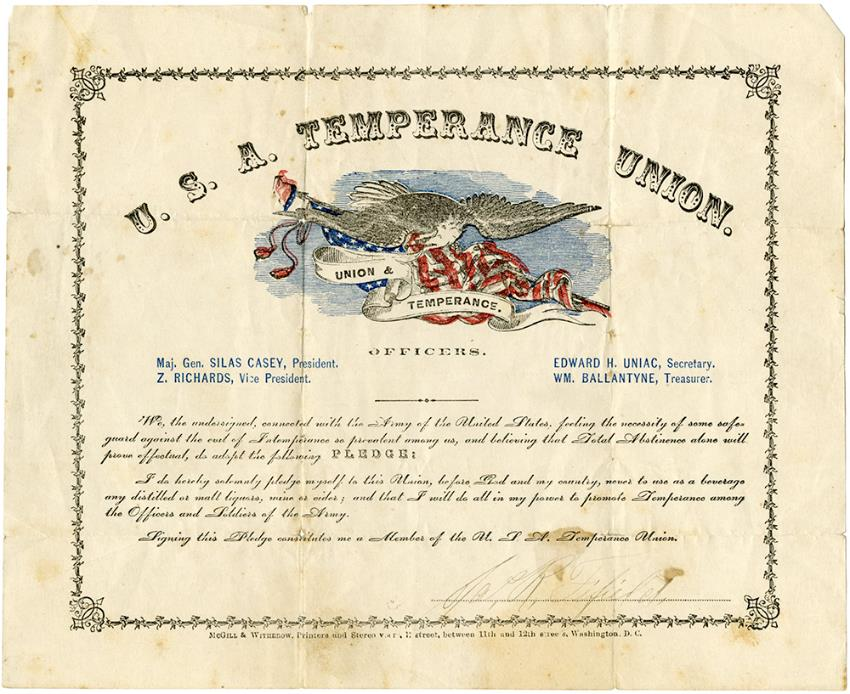 U. S. A. TEMPERANCE UNION.
UNION &
TEMPERANCE.
OFFICERS.
Maj. Gen. SILAS CASEY, President.
Z. RICHARDS, Vice President.
EDWARD H. UNIAC, Secretary.
WM. BALLANTYNE, Treasurer.
We, the undersigned, connected with the Army of the United States, feeling the necessity of some safe-
guard against the evil of Intemperance so prevalent among us, and believing that Total Abstinence alone will
prove effectual, do adopt the following PLEDGE:
I do hereby solemnly pledge myself to this Union, before God and my country, never to use as a beverage
any distilled or malt liquors, wine or cider; and that I will do all in my power to promote Temperance among
the Officers and Soldiers of the Army.
Signing this Pledge constitutes me a Member of the U. S. A. Temperance Union.
McGILL & WITHEROW, Printers and Stereo street, between 11th and 12th streets, Washington, D. C.